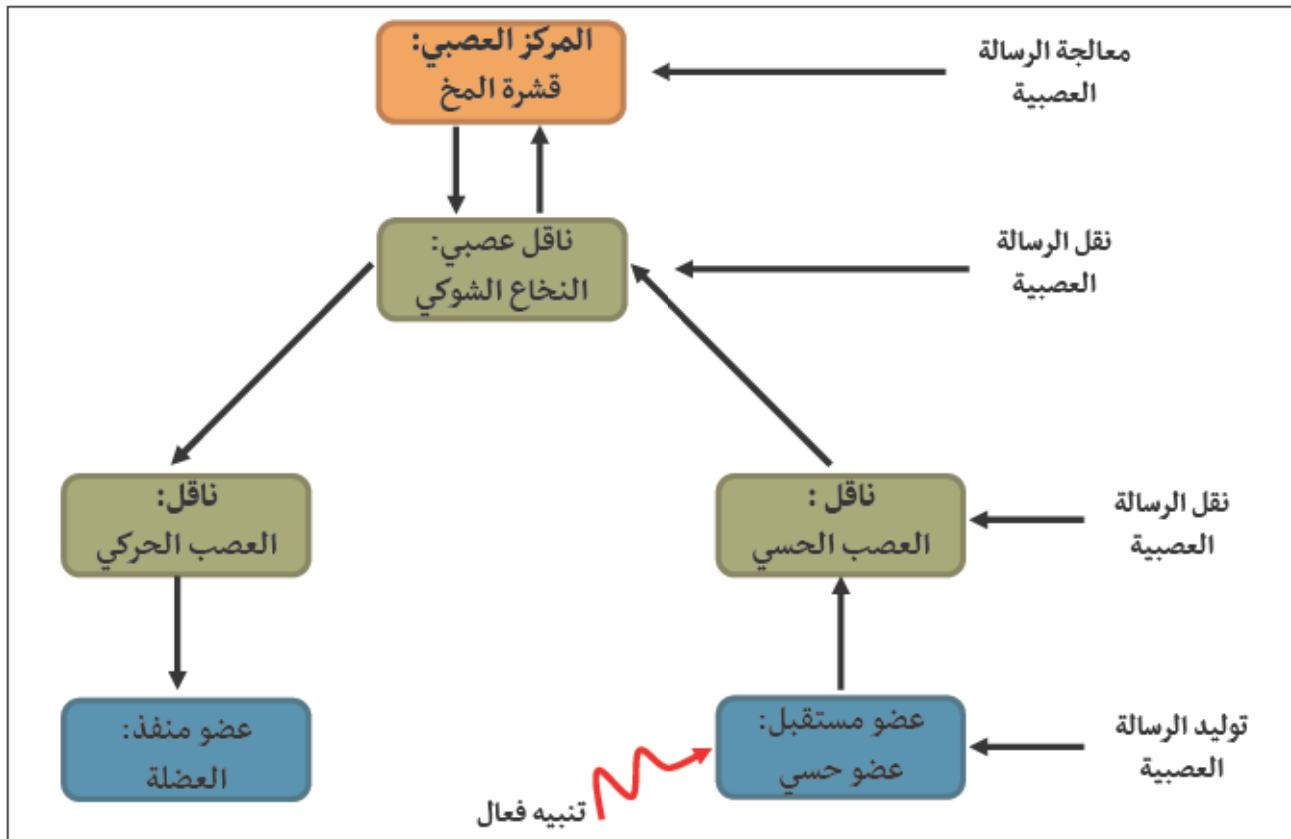 المركز العصبي:
قشرة المخ
معالجة الرسالة
العصبية
ناقل عصبي:
النخاع الشوكي
نقل الرسالة
العصبية
ناقل :
العصب الحسي
نقل الرسالة
العصبية
ناقل:
العصب الحركي
عضو مستقبل:
عضو حسي
توليد الرسالة
العصبية
عضو منفذ:
العضلة
تنبيه فعال